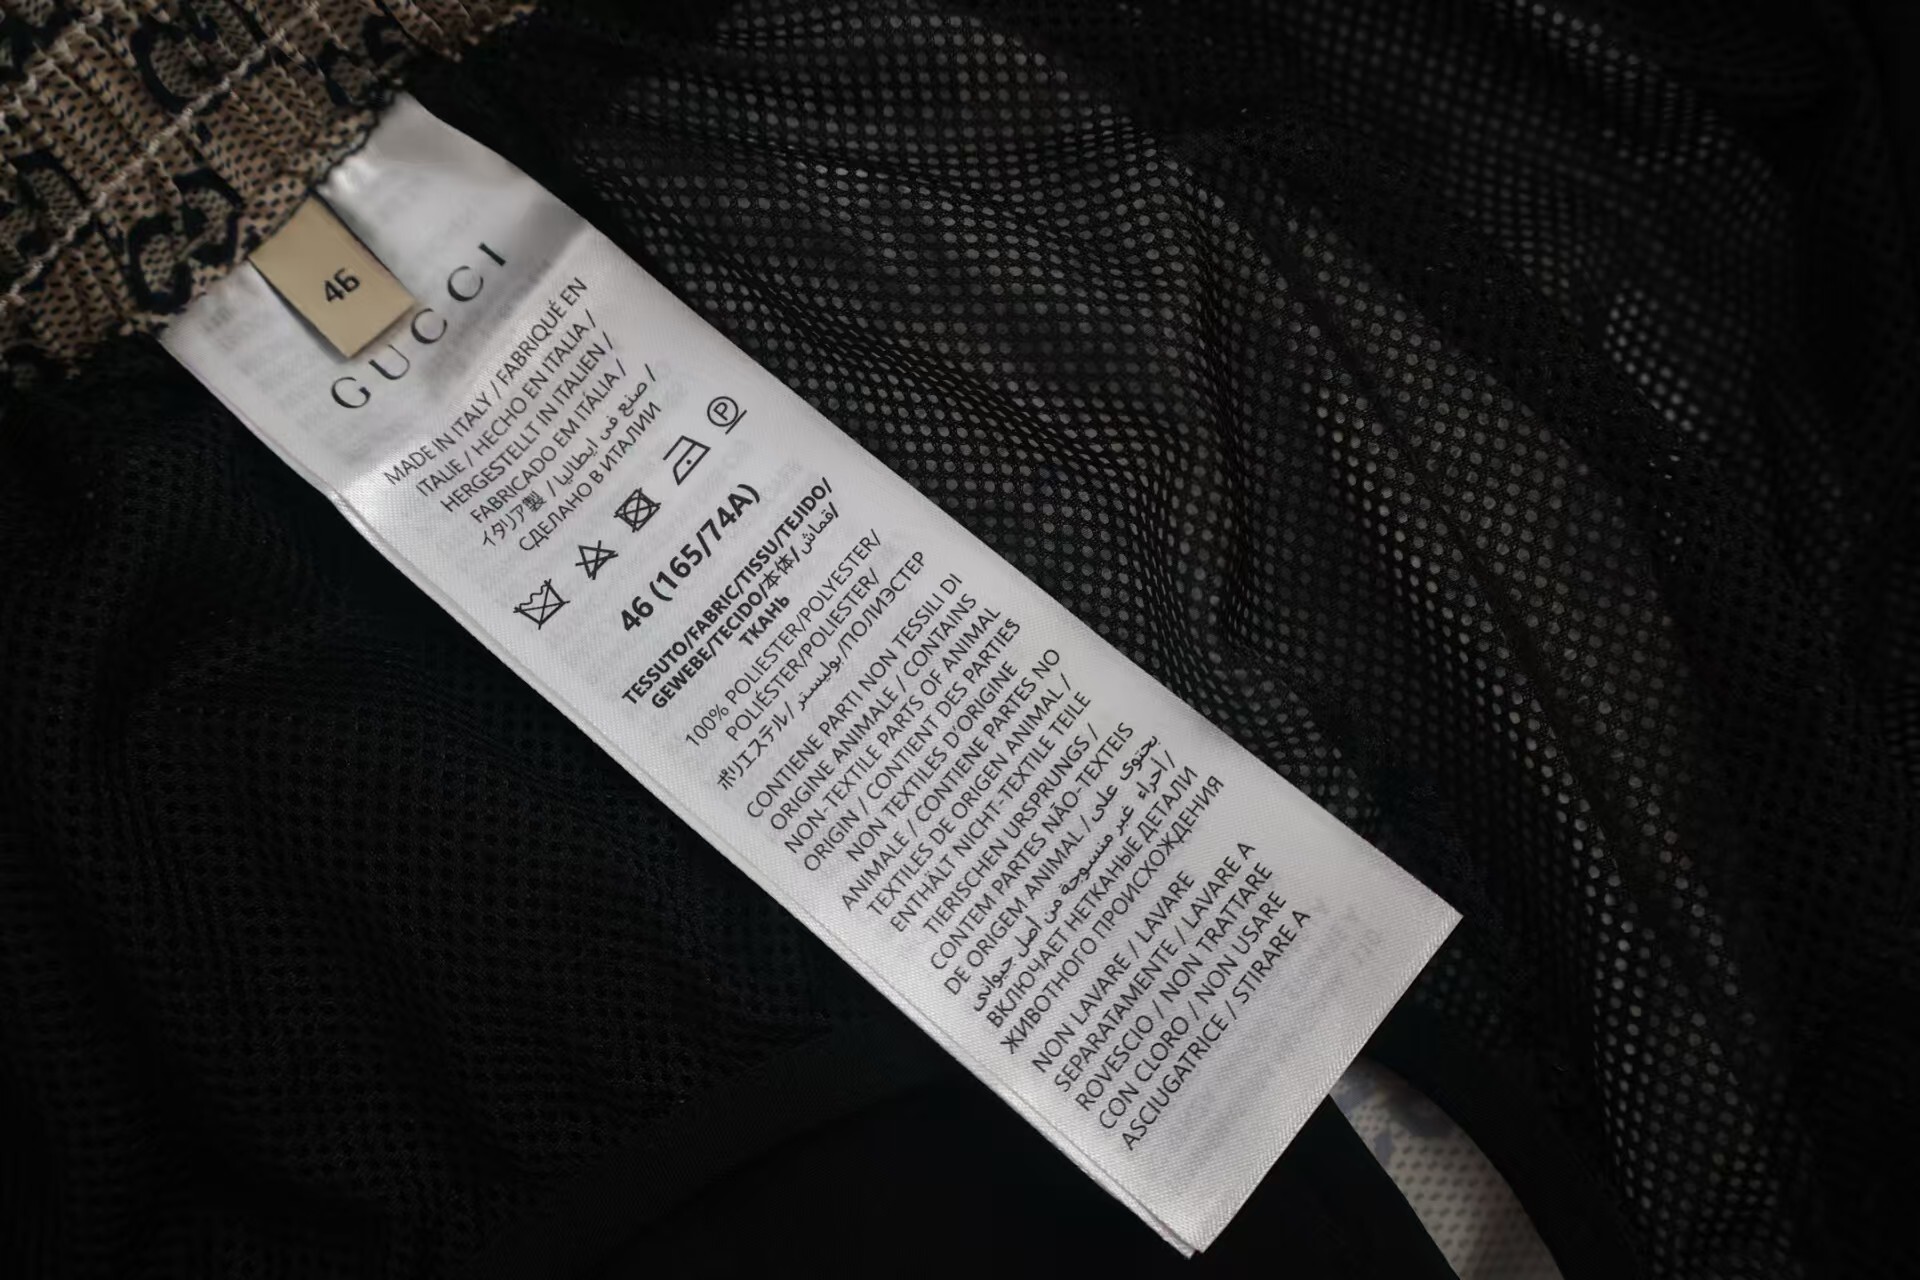 46
GUCCI
MADE IN ITALY / FABRIQUÉ EN
ITALIE / HECHO EN ITALIA /
HERGESTELLT IN ITALIEN /
FABRICADO EM ITÁLIA /
イタリア製 / صنع في ايطاليا /
СДЕЛАНО В ИТАЛИИ
P
46 (165/74A)
TESSUTO/FABRIC/TISSU/TEJIDO/
GEWEBE/TECIDO/本体/قماش/
ТКАНЬ
100% POLIESTER/POLYESTER/
POLIÉSTER/POLIESTER/
ポリエステル/بوليستر/ПОЛИЭСТЕР
CONTIENE PARTI NON TESSILI DI
ORIGINE ANIMALE / CONTAINS
NON-TEXTILE PARTS OF ANIMAL
ORIGIN / CONTIENT DES PARTIES
NON TEXTILES D'ORIGINE
ANIMALE / CONTIENE PARTES NO
TEXTILES DE ORIGEN ANIMAL /
ENTHÄLT NICHT-TEXTILE TEILE
TIERISCHEN URSPRUNGS /
CONTEM PARTES NÃO-TEXTEIS
DE ORIGEM ANIMAL / يحتوى على
أجزاء غير منسوجة من أصل حيوانى /
ВКЛЮЧАЕТ НЕТКАНЫЕ ДЕТАЛИ
ЖИВОТНОГО ПРОИСХОЖДЕНИЯ
NON LAVARE / LAVARE
SEPARATAMENTE / LAVARE A
ROVESCIO / NON TRATTARE
CON CLORO / NON USARE
ASCIUGATRICE / STIRARE A